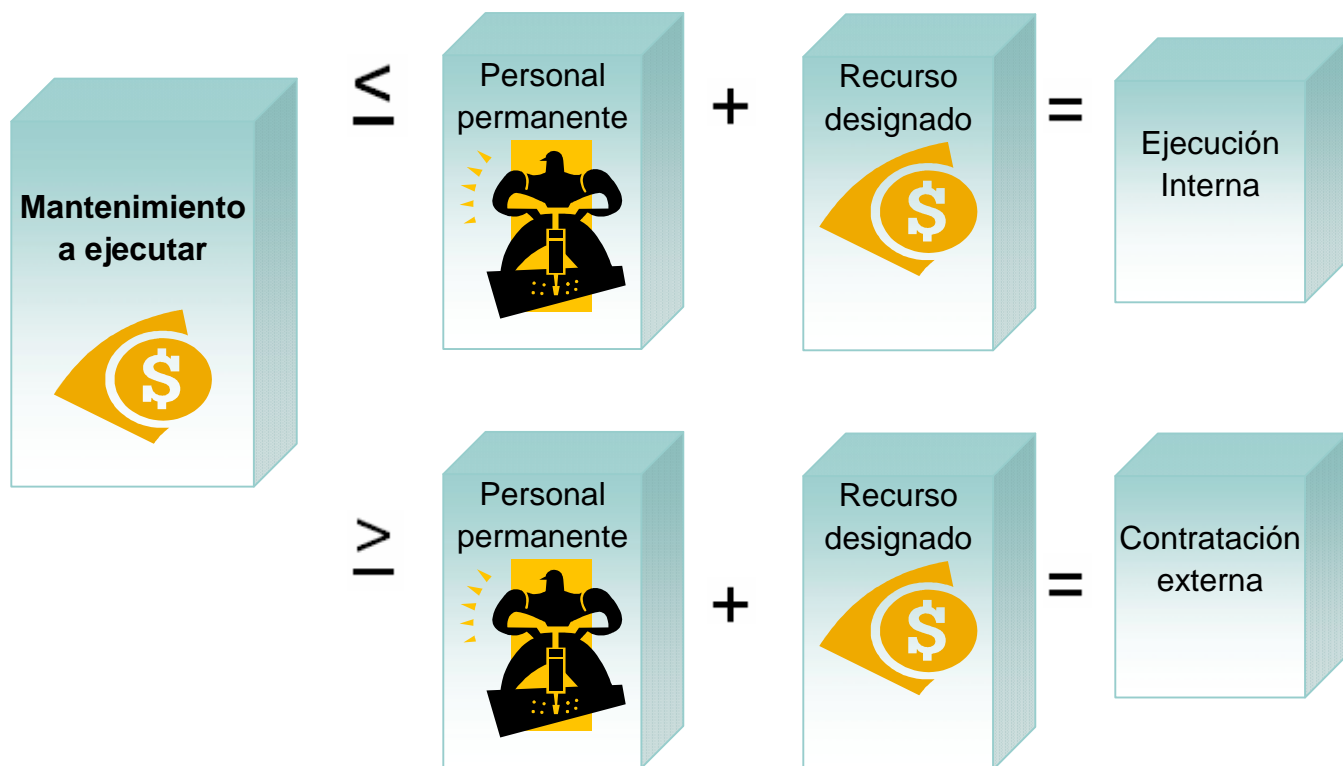 Mantenimiento
a ejecutar
$
≤
Personal
permanente
+
Recurso
designado
$
=
Ejecución
Interna
≥
Personal
permanente
+
Recurso
designado
$
=
Contratación
externa